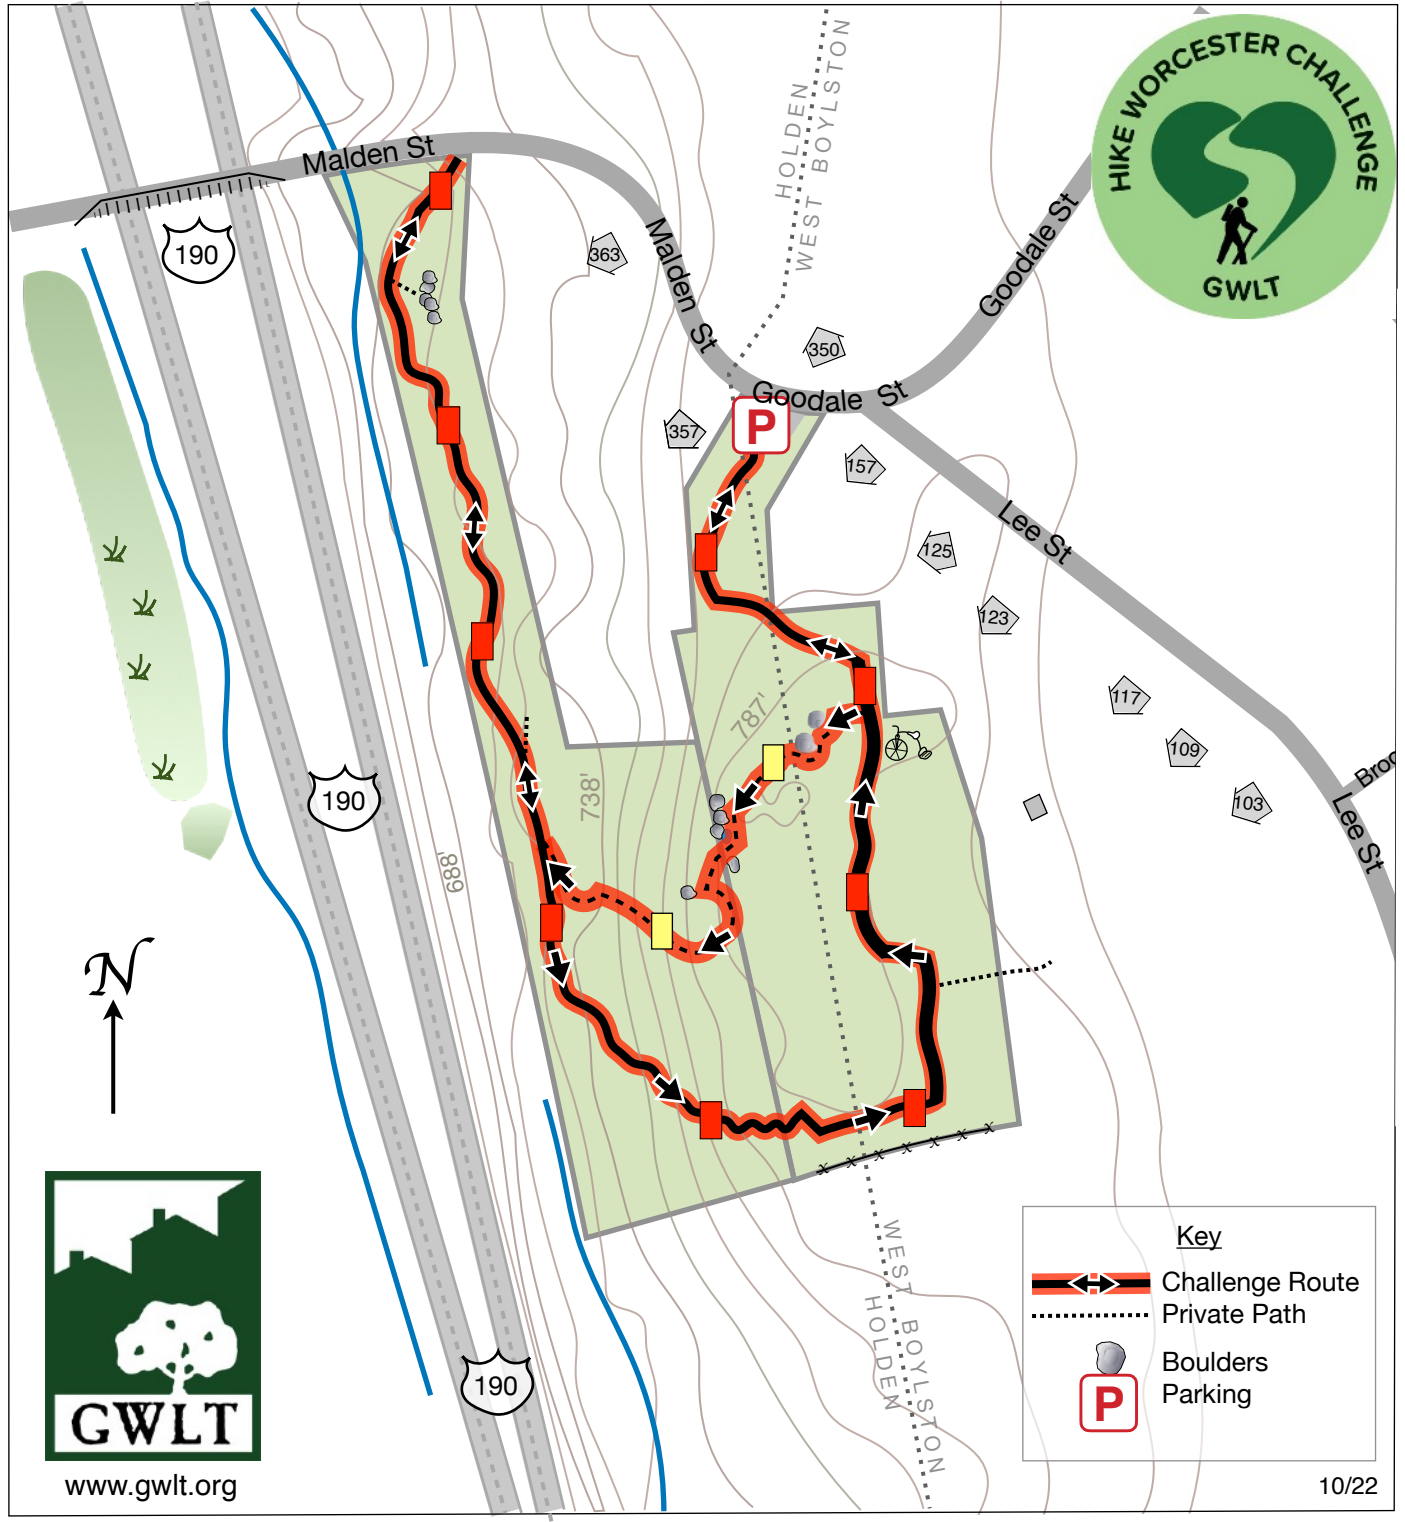 HIKE WORCESTER CHALLENGE
GWLT
HOLDEN
WEST BOYLSTON
Malden St
190
363
Malden St
Goodale St
350
Goodale St
P
357
157
Lee St
125
123
117
109
103
Lee St
787'
738'
688'
190
N
WEST BOYLSTON
HOLDEN
190
x x x x x x x
GWLT
www.gwlt.org
Key
Challenge Route
Private Path
Boulders
P
Parking
10/22